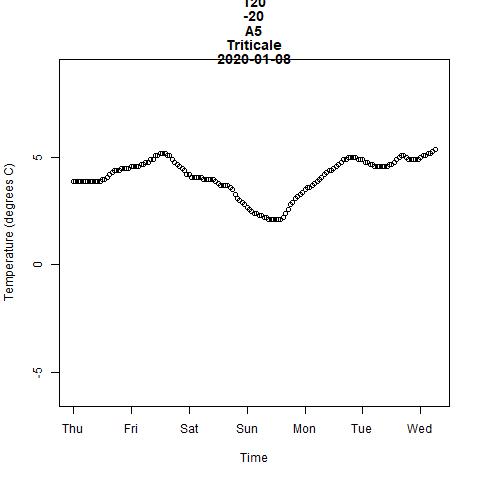 120
-20
A5
Triticale
2020-01-08
Temperature (degrees C)
5
0
-5
Thu Fri Sat Sun Mon Tue Wed
Time